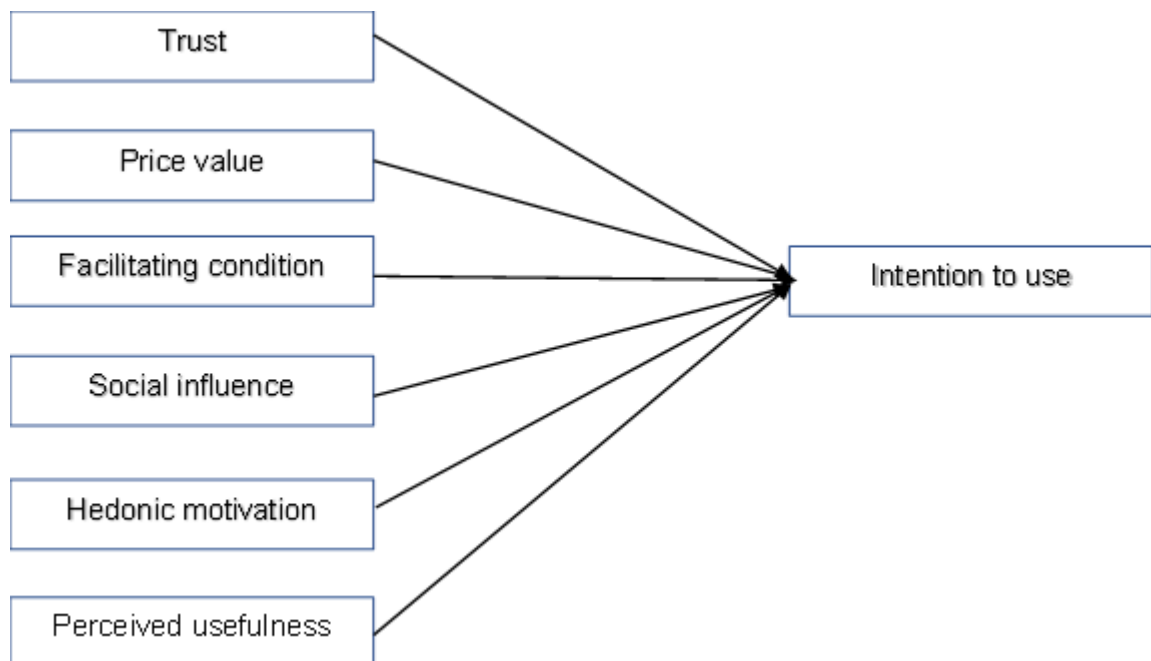 Trust
Price value
Facilitating condition
Intention to use
Social influence
Hedonic motivation
Perceived usefulness